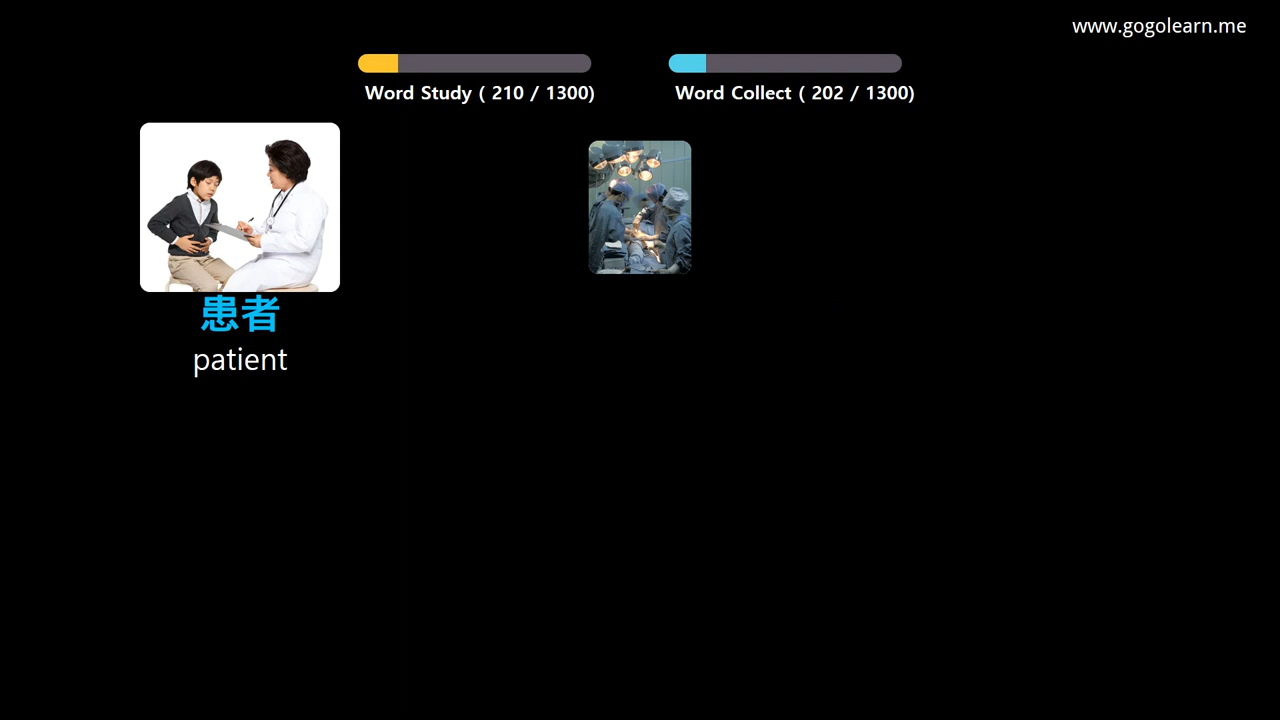 www.gogolearn.me
Word Study ( 210 / 1300)
Word Collect ( 202 / 1300)
患者
patient